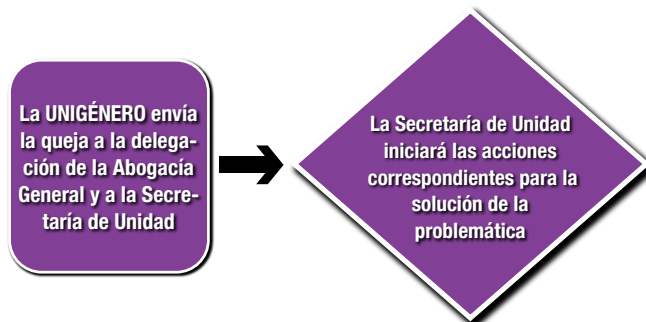 La UNIGÉNERO envía
la queja a la delega-
ción de la Abogacía
General y a la Secre-
taría de Unidad
La Secretaría de Unidad
iniciará las acciones
correspondientes para la
solución de la
problemática